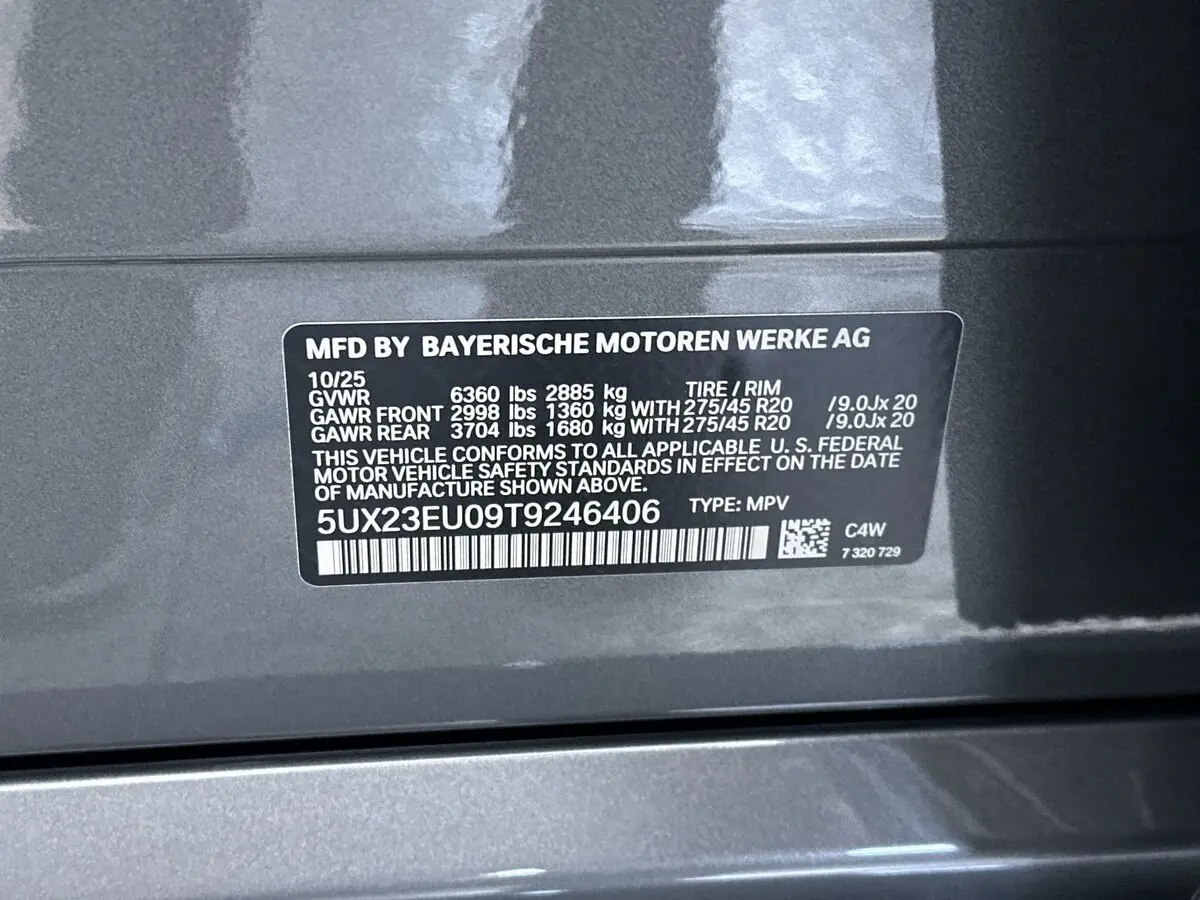 MFD BY BAYERISCHE MOTOREN WERKE AG
10/25
GVWR 6360 lbs 2885 kg TIRE / RIM
GAWR FRONT 2998 lbs 1360 kg WITH 275/45 R20 /9.0Jx 20
GAWR REAR 3704 lbs 1680 kg WITH 275/45 R20 /9.0Jx 20
THIS VEHICLE CONFORMS TO ALL APPLICABLE U. S. FEDERAL
MOTOR VEHICLE SAFETY STANDARDS IN EFFECT ON THE DATE
OF MANUFACTURE SHOWN ABOVE.
5UX23EU09T9246406 TYPE: MPV
C4W
7 320 729